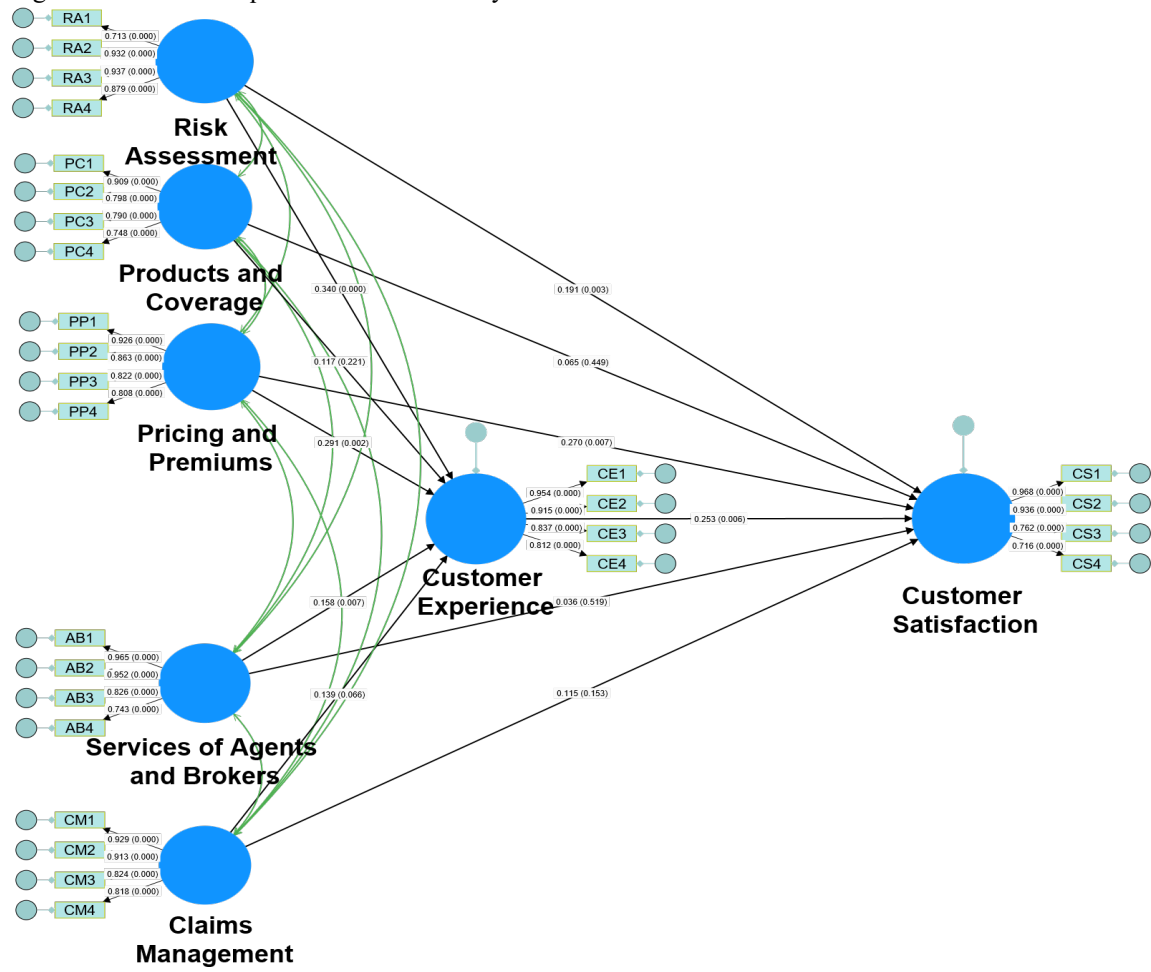 RA1
0.713 (0.000)
RA2
0.932 (0.000)
RA3
0.937 (0.000)
RA4
0.879 (0.000)
Risk
Assessment
PC1
0.909 (0.000)
PC2
0.798 (0.000)
PC3
0.790 (0.000)
PC4
0.748 (0.000)
Products and
Coverage
PP1
0.926 (0.000)
PP2
0.863 (0.000)
PP3
0.822 (0.000)
PP4
0.808 (0.000)
Pricing and
Premiums
AB1
0.965 (0.000)
AB2
0.952 (0.000)
AB3
0.826 (0.000)
AB4
0.743 (0.000)
Services of Agents
and Brokers
CM1
0.929 (0.000)
CM2
0.913 (0.000)
CM3
0.824 (0.000)
CM4
0.818 (0.000)
Claims
Management
0.340 (0.000)
0.117 (0.221)
0.291 (0.002)
0.158 (0.007)
0.139 (0.066)
Customer
Experience
CE1
0.954 (0.000)
CE2
0.915 (0.000)
CE3
0.837 (0.000)
CE4
0.812 (0.000)
0.191 (0.003)
0.065 (0.449)
0.270 (0.007)
0.253 (0.006)
0.036 (0.519)
0.115 (0.153)
Customer
Satisfaction
CS1
0.968 (0.000)
CS2
0.936 (0.000)
CS3
0.762 (0.000)
CS4
0.716 (0.000)